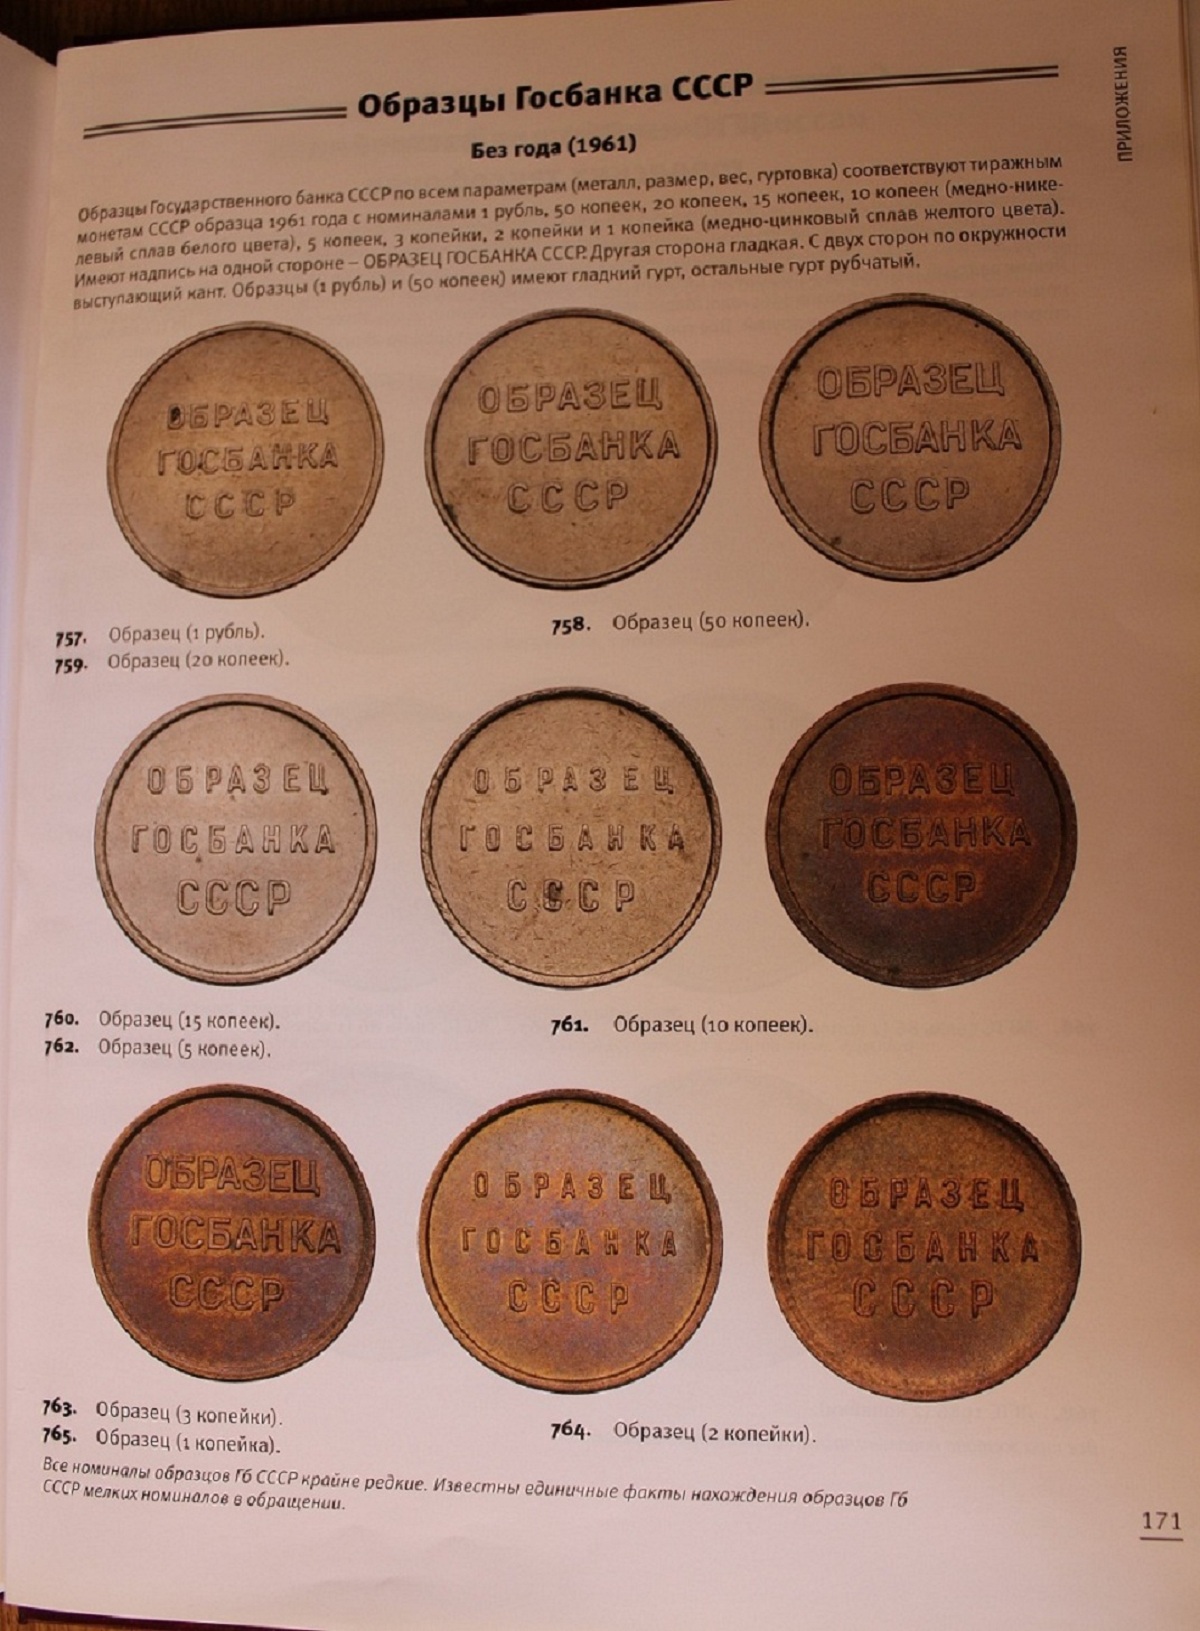 Образцы Госбанка СССР
ПРИЛОЖЕНИЯ
Без года (1961)
Образцы Государственного банка СССР по всем параметрам (металл, размер, вес, гуртовка) соответствуют тиражным
монетам СССР образца 1961 года с номиналами 1 рубль, 50 копеек, 20 копеек, 15 копеек, 10 копеек (медно-нике-
левый сплав белого цвета), 5 копеек, 3 копейки, 2 копейки и 1 копейка (медно-цинковый сплав желтого цвета).
Имеют надпись на одной стороне – ОБРАЗЕЦ ГОСБАНКА СССР. Другая сторона гладкая. С двух сторон по окружности
выступающий кант. Образцы (1 рубль) и (50 копеек) имеют гладкий гурт, остальные гурт рубчатый.
ОБРАЗЕЦ
ГОСБАНКА
СССР
ОБРАЗЕЦ
ГОСБАНКА
СССР
ОБРАЗЕЦ
ГОСБАНКА
СССР
757. Образец (1 рубль).
758. Образец (50 копеек).
759. Образец (20 копеек).
ОБРАЗЕЦ
ГОСБАНКА
СССР
ОБРАЗЕЦ
ГОСБАНКА
СССР
ОБРАЗЕЦ
ГОСБАНКА
СССР
760. Образец (15 копеек).
761. Образец (10 копеек).
762. Образец (5 копеек).
ОБРАЗЕЦ
ГОСБАНКА
СССР
ОБРАЗЕЦ
ГОСБАНКА
СССР
ОБРАЗЕЦ
ГОСБАНКА
СССР
763. Образец (3 копейки).
764. Образец (2 копейки).
765. Образец (1 копейка).
Все номиналы образцов Гб СССР крайне редкие. Известны единичные факты нахождения образцов Гб
СССР мелких номиналов в обращении.
171